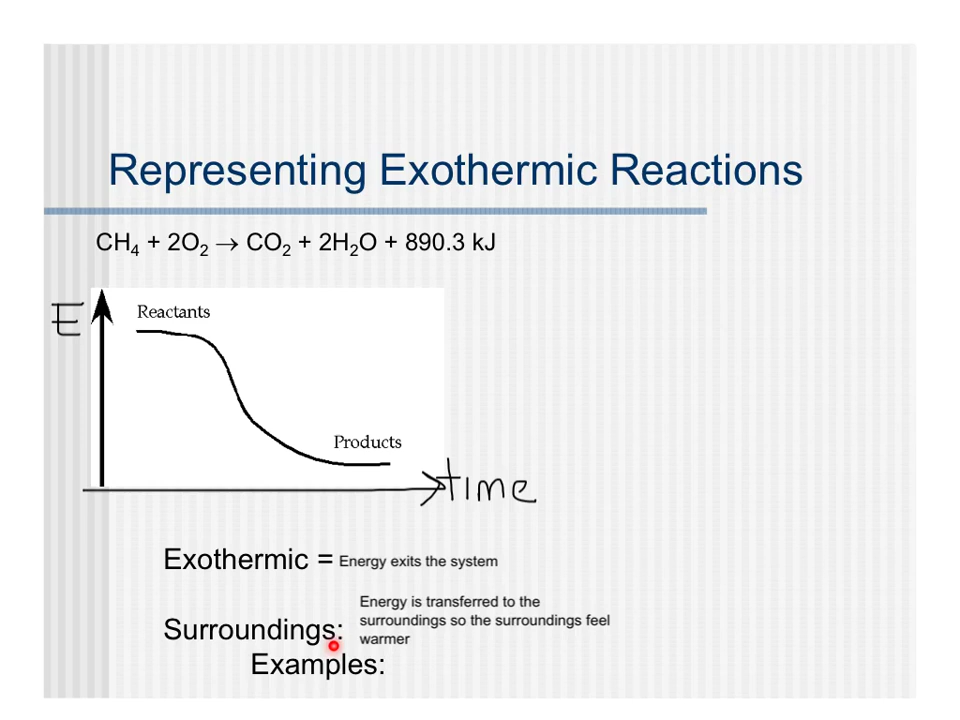 Representing Exothermic Reactions
CH₄ + 2O₂ → CO₂ + 2H₂O + 890.3 kJ
E
Reactants
Products
time
Exothermic = Energy exits the system
Energy is transferred to the
surroundings so the surroundings feel
warmer
Surroundings:
Examples: